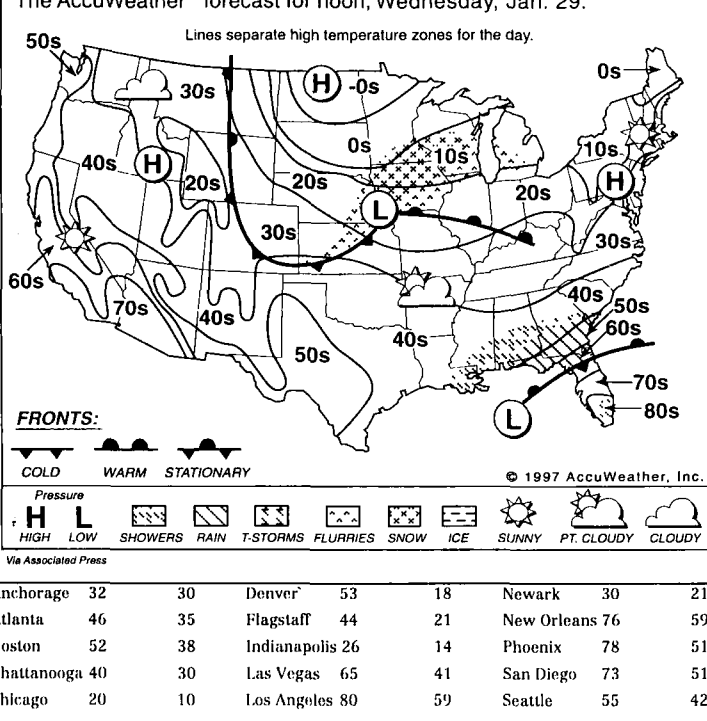 The AccuWeather forecast for noon, Wednesday, Jan. 29.
Lines separate high temperature zones for the day.
50s
30s
H
-0s
0s
0s
10s
10s
40s
H
20s
20s
20s
H
L
30s
30s
60s
70s
40s
40s
40s
50s
60s
50s
L
70s
80s
FRONTS:
COLD WARM STATIONARY
© 1997 AccuWeather, Inc.
Pressure
H L
HIGH LOW SHOWERS RAIN T-STORMS FLURRIES SNOW ICE SUNNY PT. CLOUDY CLOUDY
Via Associated Press
nchorage 32 30 Denver 53 18 Newark 30 21
tlanta 46 35 Flagstaff 44 21 New Orleans 76 59
oston 52 38 Indianapolis 26 14 Phoenix 78 51
hattanooga 40 30 Las Vegas 65 41 San Diego 73 51
hicago 20 10 Los Angeles 80 59 Seattle 55 42